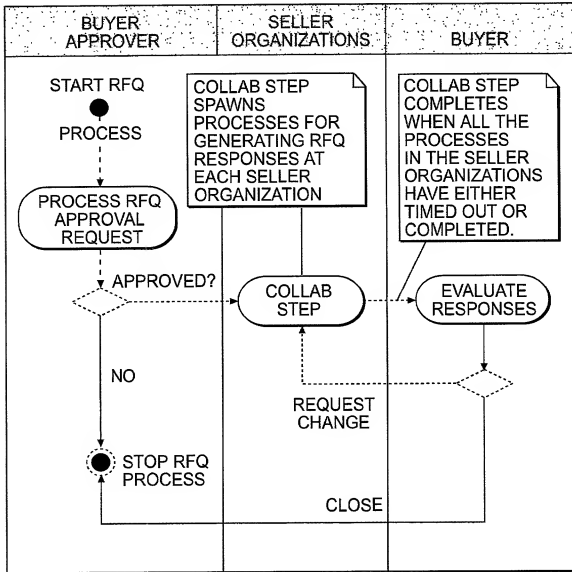 BUYER
APPROVER
SELLER
ORGANIZATIONS
BUYER
START RFQ
PROCESS
PROCESS RFQ
APPROVAL
REQUEST
APPROVED?
NO
STOP RFQ
PROCESS
COLLAB STEP
SPAWNS
PROCESSES FOR
GENERATING RFQ
RESPONSES AT
EACH SELLER
ORGANIZATION
COLLAB
STEP
COLLAB STEP
COMPLETES
WHEN ALL THE
PROCESSES
IN THE SELLER
ORGANIZATIONS
HAVE EITHER
TIMED OUT OR
COMPLETED.
EVALUATE
RESPONSES
REQUEST
CHANGE
CLOSE